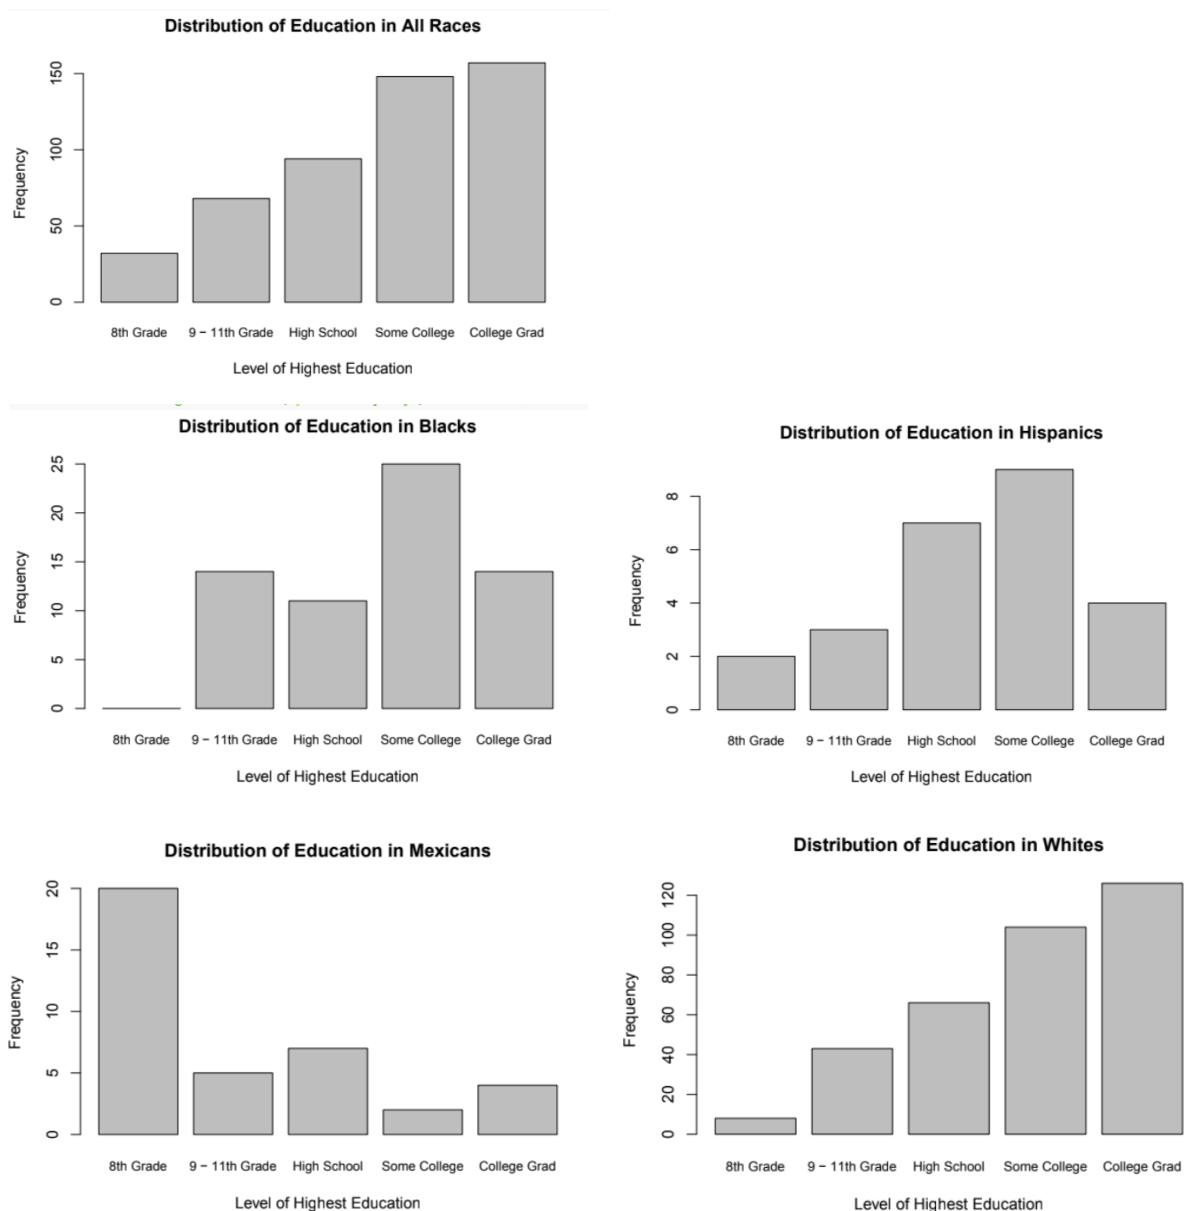 Distribution of Education in All Races
Frequency
0
50
100
150
8th Grade 9 − 11th Grade High School Some College College Grad
Level of Highest Education
Distribution of Education in Blacks
Frequency
0
5
10
15
20
25
8th Grade 9 − 11th Grade High School Some College College Grad
Level of Highest Education
Distribution of Education in Hispanics
Frequency
0
2
4
6
8
8th Grade 9 − 11th Grade High School Some College College Grad
Level of Highest Education
Distribution of Education in Mexicans
Frequency
0
5
10
15
20
8th Grade 9 − 11th Grade High School Some College College Grad
Level of Highest Education
Distribution of Education in Whites
Frequency
0
20
40
60
80
100
120
8th Grade 9 − 11th Grade High School Some College College Grad
Level of Highest Education